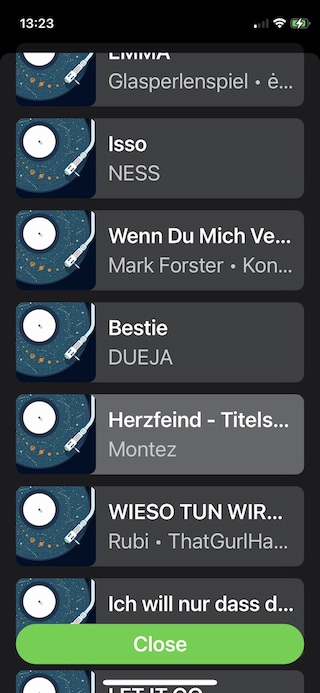 13:23
EMMA
Glasperlenspiel • ė...
Isso
NESS
Wenn Du Mich Ve...
Mark Forster • Kon...
Bestie
DUEJA
Herzfeind - Titels...
Montez
WIESO TUN WIR...
Rubi • ThatGurlHa...
Ich will nur dass d...
Close
LET IT GO